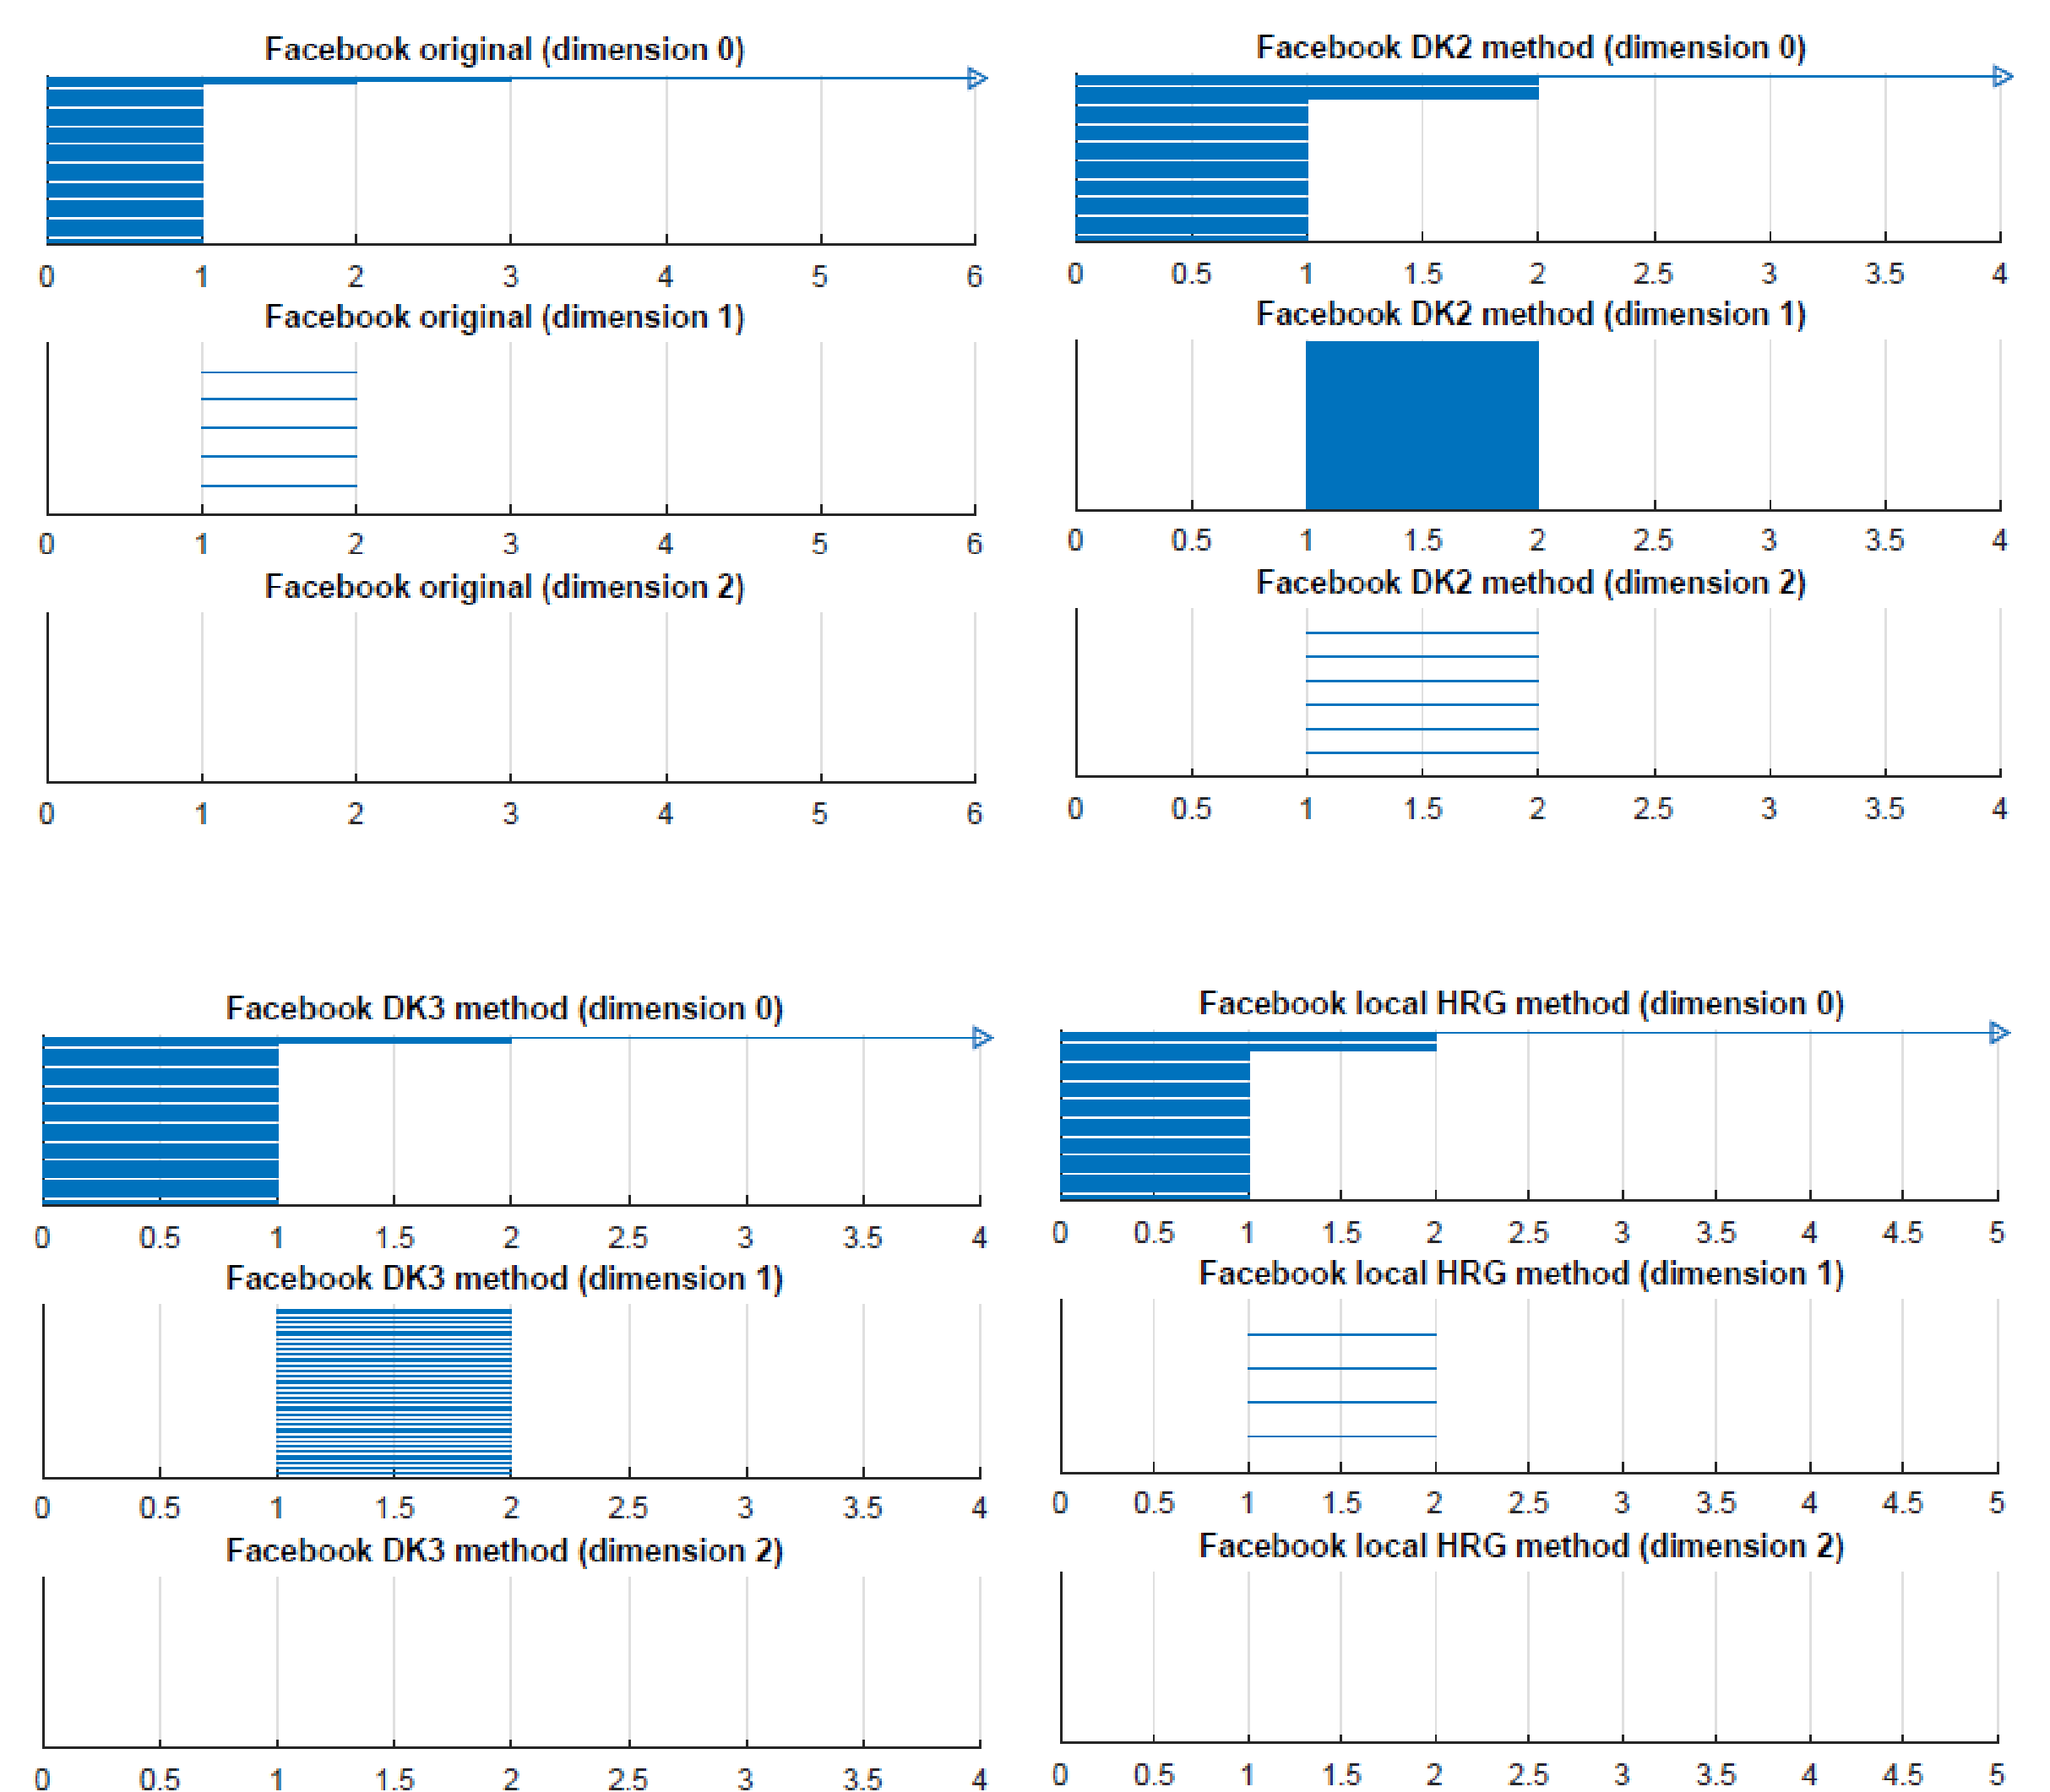 Facebook original (dimension 0)
0 1 2 3 4 5 6
Facebook original (dimension 1)
0 1 2 3 4 5 6
Facebook original (dimension 2)
0 1 2 3 4 5 6
Facebook DK2 method (dimension 0)
0 0.5 1 1.5 2 2.5 3 3.5 4
Facebook DK2 method (dimension 1)
0 0.5 1 1.5 2 2.5 3 3.5 4
Facebook DK2 method (dimension 2)
0 0.5 1 1.5 2 2.5 3 3.5 4
Facebook DK3 method (dimension 0)
0 0.5 1 1.5 2 2.5 3 3.5 4
Facebook DK3 method (dimension 1)
0 0.5 1 1.5 2 2.5 3 3.5 4
Facebook DK3 method (dimension 2)
0 0.5 1 1.5 2 2.5 3 3.5 4
Facebook local HRG method (dimension 0)
0 0.5 1 1.5 2 2.5 3 3.5 4 4.5 5
Facebook local HRG method (dimension 1)
0 0.5 1 1.5 2 2.5 3 3.5 4 4.5 5
Facebook local HRG method (dimension 2)
0 0.5 1 1.5 2 2.5 3 3.5 4 4.5 5